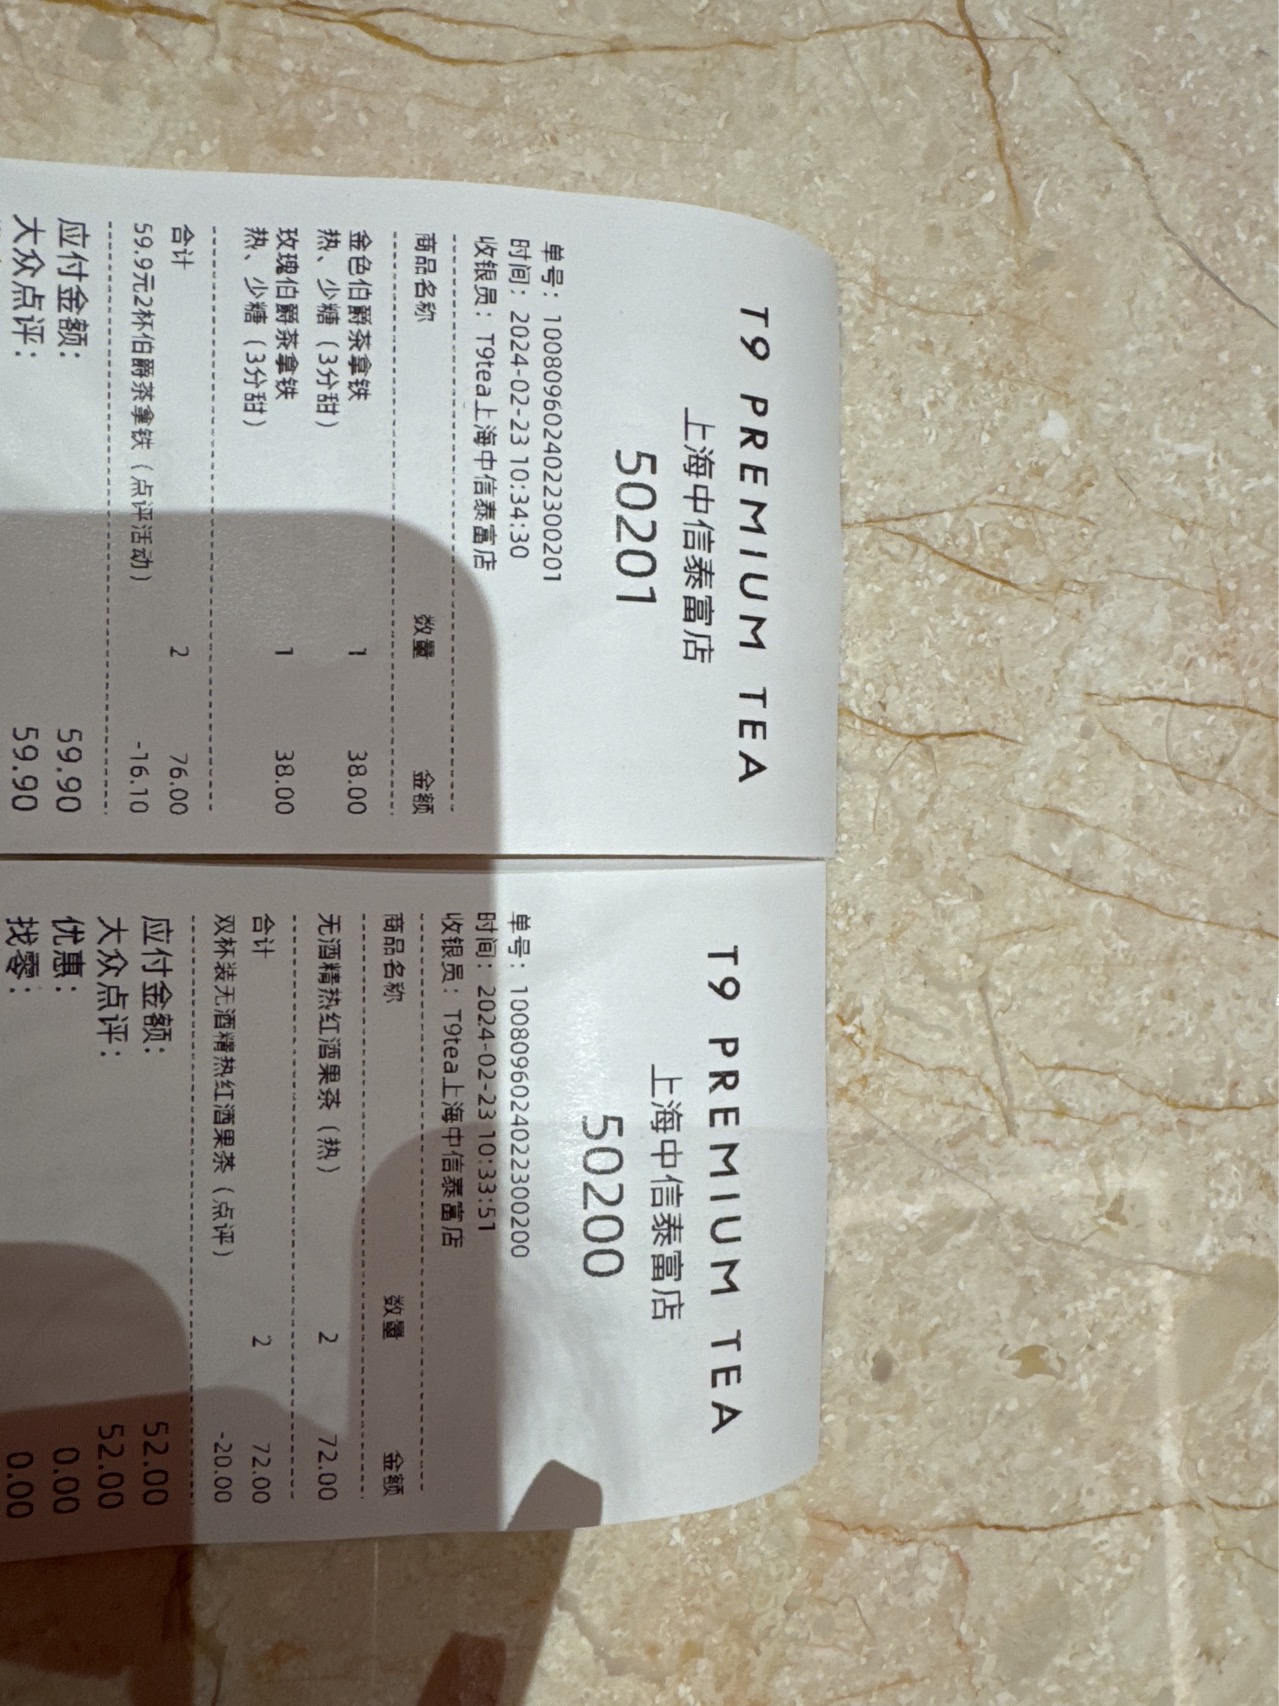 T9 PREMIUM TEA
上海中信泰富店
50201
单号：10080960240223002​01
时间：2024-02-23 10:34:30
收银员：T9tea上海中信泰富店
商品名称 数量 金额
金色伯爵茶拿铁 1 38.00
热、少糖（3分甜）
玫瑰伯爵茶拿铁 1 38.00
热、少糖（3分甜）
合计 2 76.00
59.9元2杯伯爵茶拿铁（点评活动） -16.10
应付金额： 59.90
大众点评： 59.90
T9 PREMIUM TEA
上海中信泰富店
50200
单号：1008096024022300200
时间：2024-02-23 10:33:51
收银员：T9tea上海中信泰富店
商品名称 数量 金额
无酒精热红酒果茶（热） 2 72.00
合计 2 72.00
双杯装无酒精热红酒果茶（点评） -20.00
应付金额： 52.00
大众点评： 52.00
优惠： 0.00
找零： 0.00